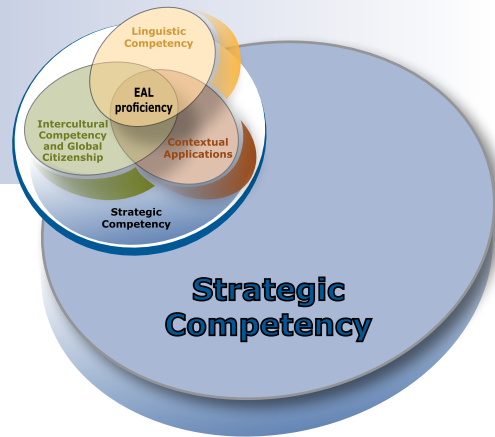 Linguistic
Competency
EAL
proficiency
Intercultural
Competency
and Global
Citizenship
Contextual
Applications
Strategic
Competency
Strategic
Competency